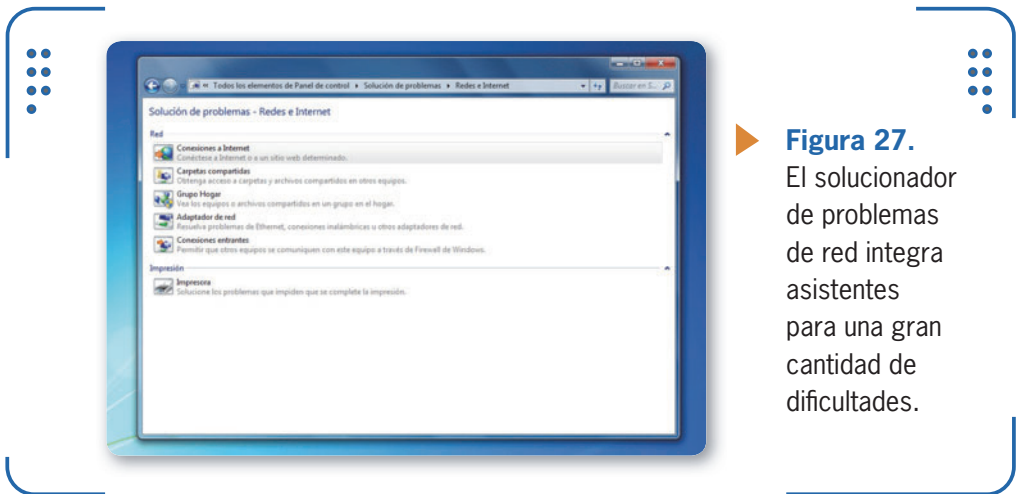 « Todos los elementos de Panel de control ▸ Solución de problemas ▸ Redes e Internet
Buscar en S...
Solución de problemas - Redes e Internet
Red
Conexiones a Internet
Conéctese a Internet o a un sitio web determinado.
Carpetas compartidas
Obtenga acceso a carpetas y archivos compartidos en otros equipos.
Grupo Hogar
Vea los equipos o archivos compartidos en un grupo en el hogar.
Adaptador de red
Resuelva problemas de Ethernet, conexiones inalámbricas u otros adaptadores de red.
Conexiones entrantes
Permitir que otros equipos se comuniquen con este equipo a través de Firewall de Windows.
Impresión
Impresora
Solucione los problemas que impiden que se complete la impresión.
Figura 27.
El solucionador
de problemas
de red integra
asistentes
para una gran
cantidad de
dificultades.